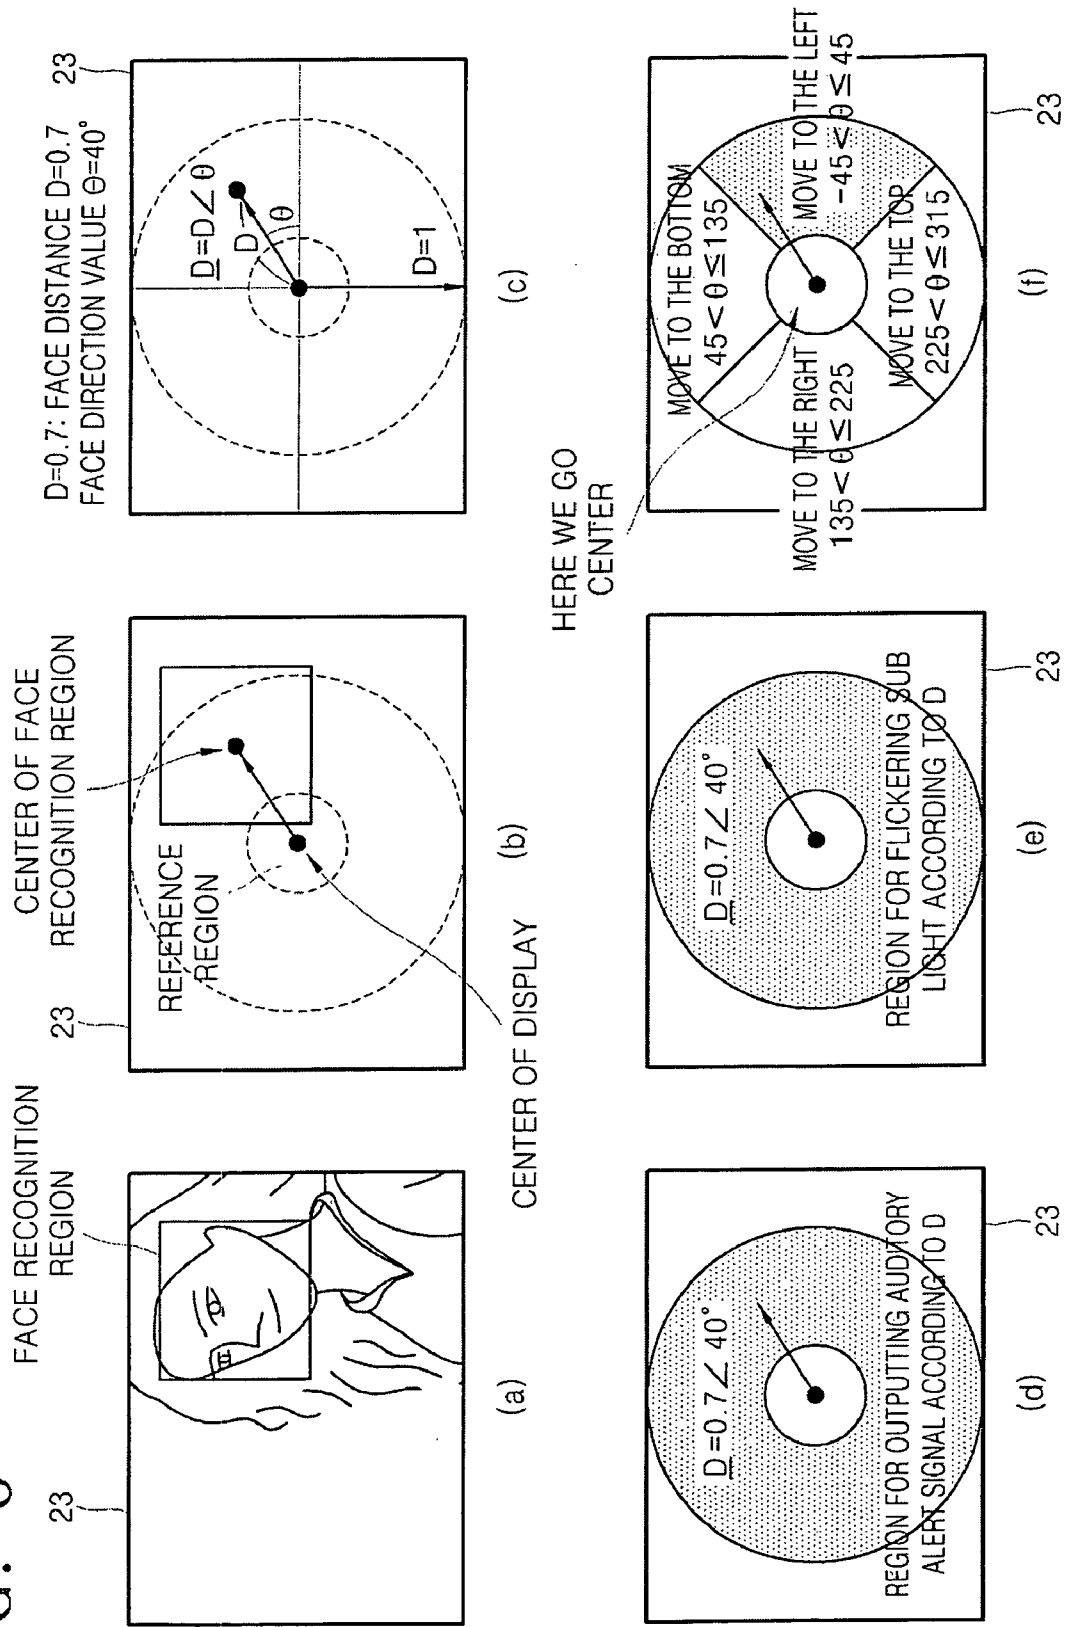 23
FACE RECOGNITION
REGION
(a)
23
CENTER OF FACE
RECOGNITION REGION
REFERENCE
REGION
CENTER OF DISPLAY
(b)
D=0.7: FACE DISTANCE D=0.7
FACE DIRECTION VALUE Θ=40°
23
D=D∠θ
D
θ
D=1
(c)
D=0.7∠40°
REGION FOR OUTPUTING AUDITORY
ALERT SIGNAL ACCORDING TO D
23
(d)
D=0.7∠40°
REGION FOR FLICKERING SUB
LIGHT ACCORDING TO D
23
(e)
HERE WE GO
CENTER
MOVE TO THE BOTTOM
45<θ≤135
MOVE TO THE RIGHT
135<θ≤225
MOVE TO THE LEFT
-45<θ≤45
MOVE TO THE TOP
225<θ≤315
23
(f)